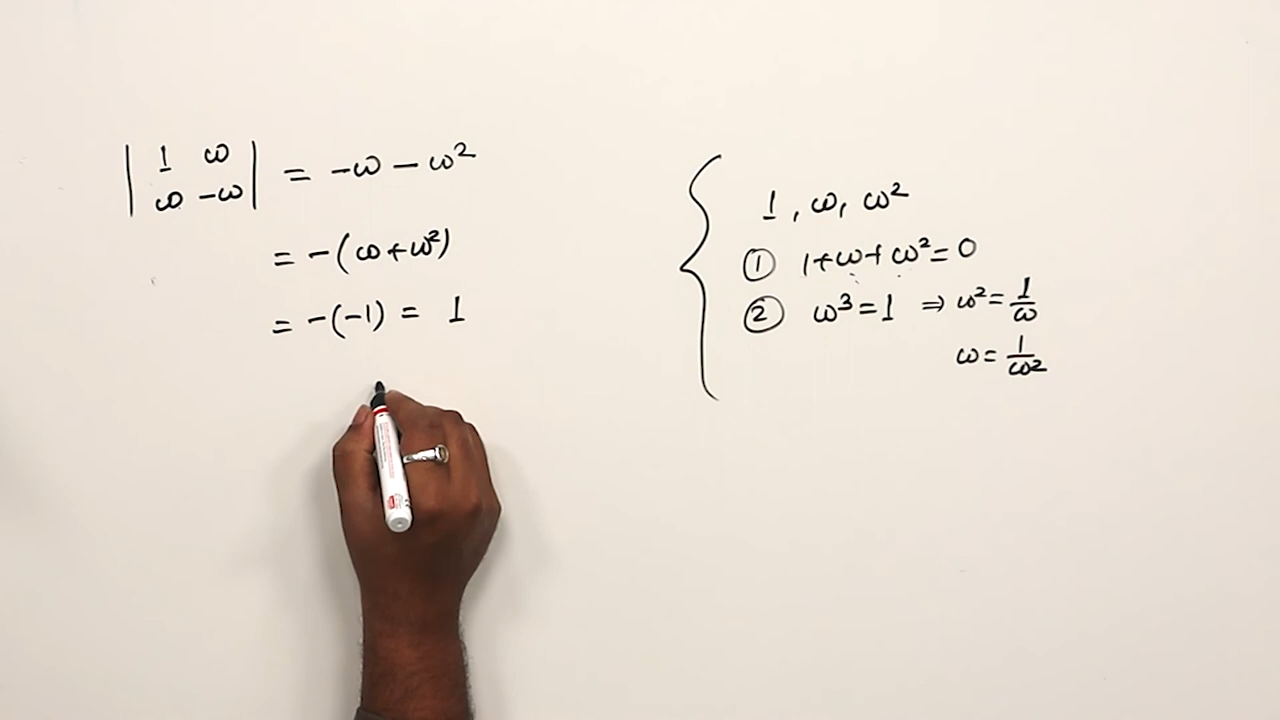 | 1 ω | = -ω - ω²
| ω -ω |
= -(ω+ω²)
= -(-1) = 1
1, ω, ω²
① 1+ω+ω²=0
② ω³=1 ⇒ ω²=1/ω
ω=1/ω²